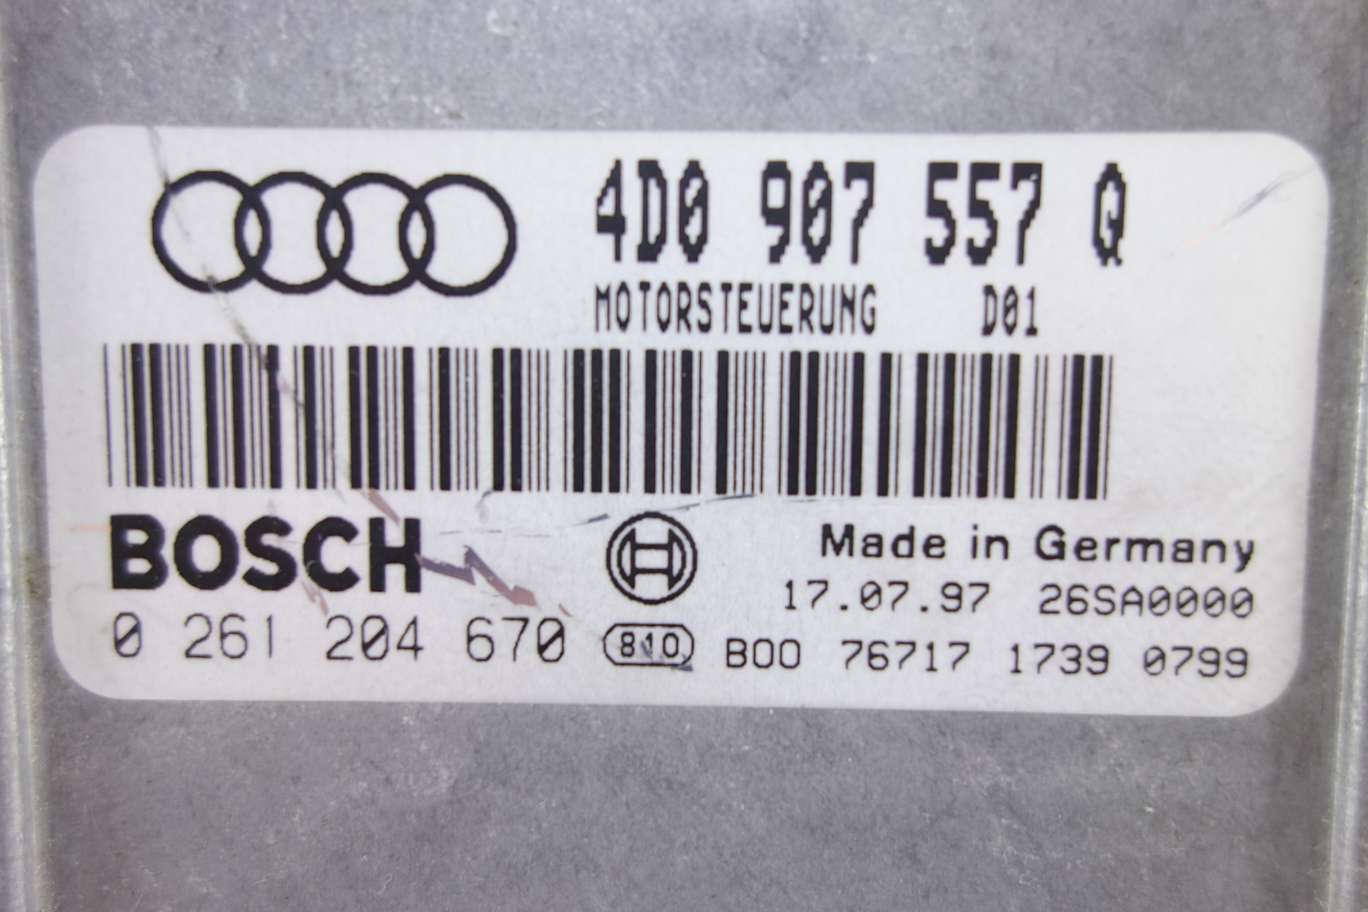 4D0 907 557 Q
MOTORSTEUERUNG D01
BOSCH
Made in Germany
17.07.97 26SA0000
0 261 204 670 810 B00 76717 1739 0799